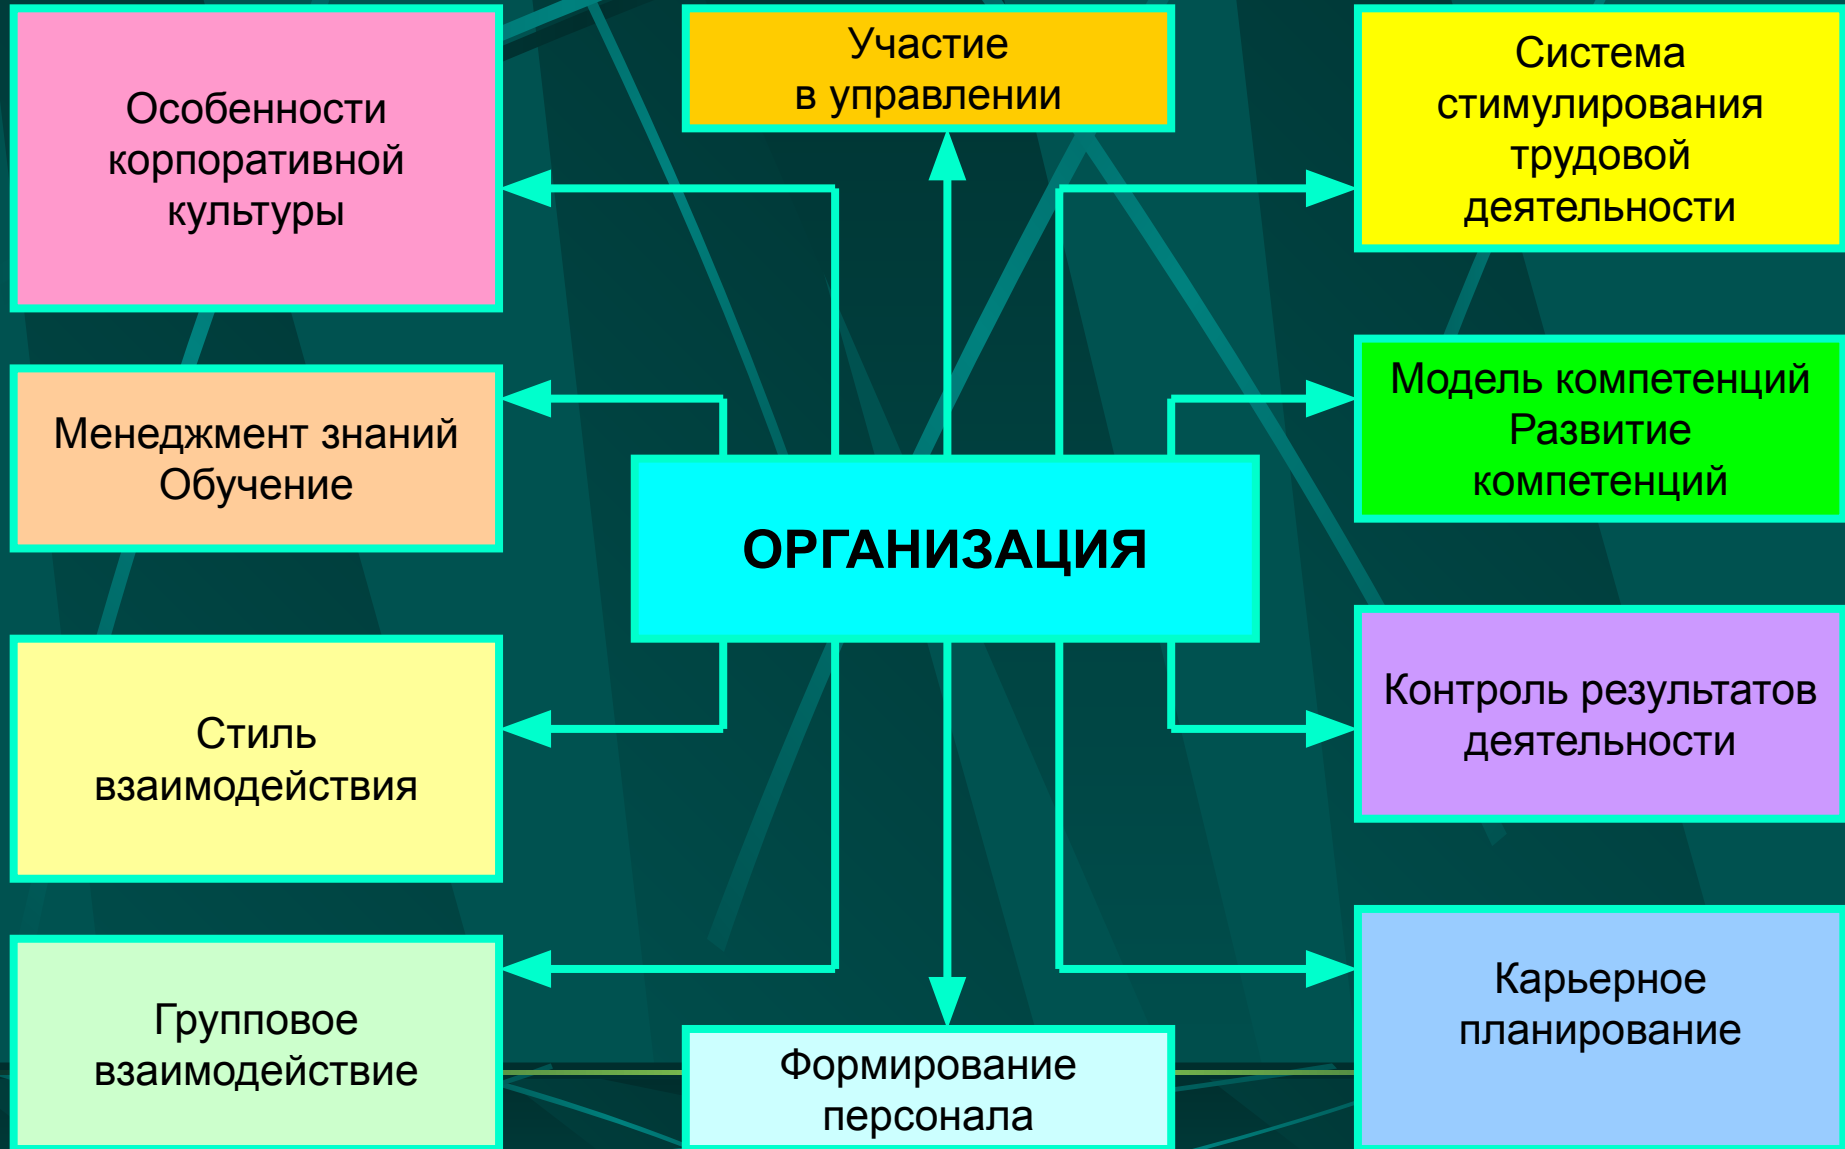 Особенности
корпоративной
культуры
Участие
в управлении
Система
стимулирования
трудовой
деятельности
Менеджмент знаний
Обучение
Модель компетенций
Развитие
компетенций
ОРГАНИЗАЦИЯ
Стиль
взаимодействия
Контроль результатов
деятельности
Групповое
взаимодействие
Формирование
персонала
Карьерное
планирование